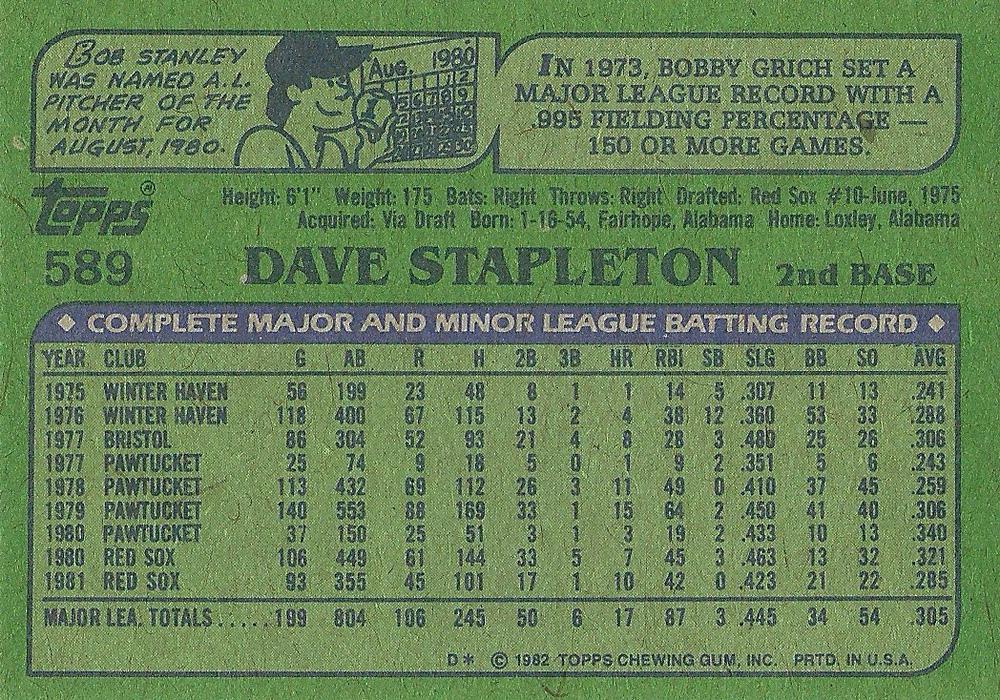 BOB STANLEY
WAS NAMED A.L.
PITCHER OF THE
MONTH FOR
AUGUST, 1980.
Aug. 1980
IN 1973, BOBBY GRICH SET A
MAJOR LEAGUE RECORD WITH A
.995 FIELDING PERCENTAGE —
150 OR MORE GAMES.
Topps®
Height: 6'1" Weight: 175 Bats: Right Throws: Right Drafted: Red Sox #10-June, 1975
Acquired: Via Draft Born: 1-16-54, Fairhope, Alabama Home: Loxley, Alabama
589 DAVE STAPLETON 2nd BASE
◆ COMPLETE MAJOR AND MINOR LEAGUE BATTING RECORD ◆
YEAR CLUB G AB R H 2B 3B HR RBI SB SLG BB SO AVG
1975 WINTER HAVEN 56 199 23 48 8 1 1 14 5 .307 11 13 .241
1976 WINTER HAVEN 118 400 67 115 13 2 4 38 12 .360 53 33 .288
1977 BRISTOL 86 304 52 93 21 4 8 28 3 .480 25 26 .306
1977 PAWTUCKET 25 74 9 18 5 0 1 9 2 .351 5 6 .243
1978 PAWTUCKET 113 432 69 112 26 3 11 49 0 .410 37 45 .259
1979 PAWTUCKET 140 553 88 169 33 1 15 64 2 .450 41 40 .306
1980 PAWTUCKET 37 150 25 51 3 1 3 19 2 .433 10 13 .340
1980 RED SOX 106 449 61 144 33 5 7 45 3 .463 13 32 .321
1981 RED SOX 93 355 45 101 17 1 10 42 0 .423 21 22 .285
MAJOR LEA. TOTALS.....199 804 106 245 50 6 17 87 3 .445 34 54 .305
D* © 1982 TOPPS CHEWING GUM, INC. PRTD. IN U.S.A.